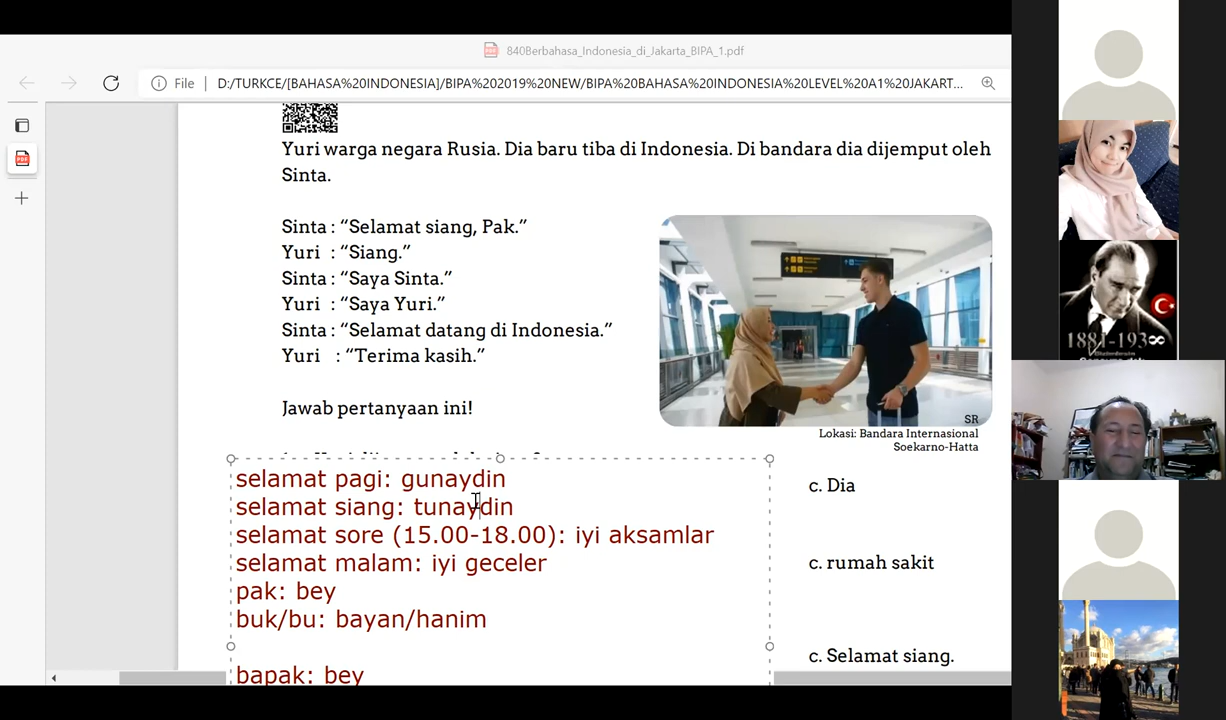 840Berbahasa_Indonesia_di_Jakarta_BIPA_1.pdf
File D:/TURKCE/[BAHASA%20INDONESIA]/BIPA%202019%20NEW/BIPA%20BAHASA%20INDONESIA%20LEVEL%20A1%20JAKART...
Yuri warga negara Rusia. Dia baru tiba di Indonesia. Di bandara dia dijemput oleh
Sinta.
Sinta : “Selamat siang, Pak.”
Yuri : “Siang.”
Sinta : “Saya Sinta.”
Yuri : “Saya Yuri.”
Sinta : “Selamat datang di Indonesia.”
Yuri : “Terima kasih.”
SR
Lokasi: Bandara Internasional
Soekarno-Hatta
Jawab pertanyaan ini!
selamat pagi: gunaydin
selamat siang: tunaydin
selamat sore (15.00-18.00): iyi aksamlar
selamat malam: iyi geceler
pak: bey
buk/bu: bayan/hanim
bapak: bey
c. Dia
c. rumah sakit
c. Selamat siang.
1881-193∞